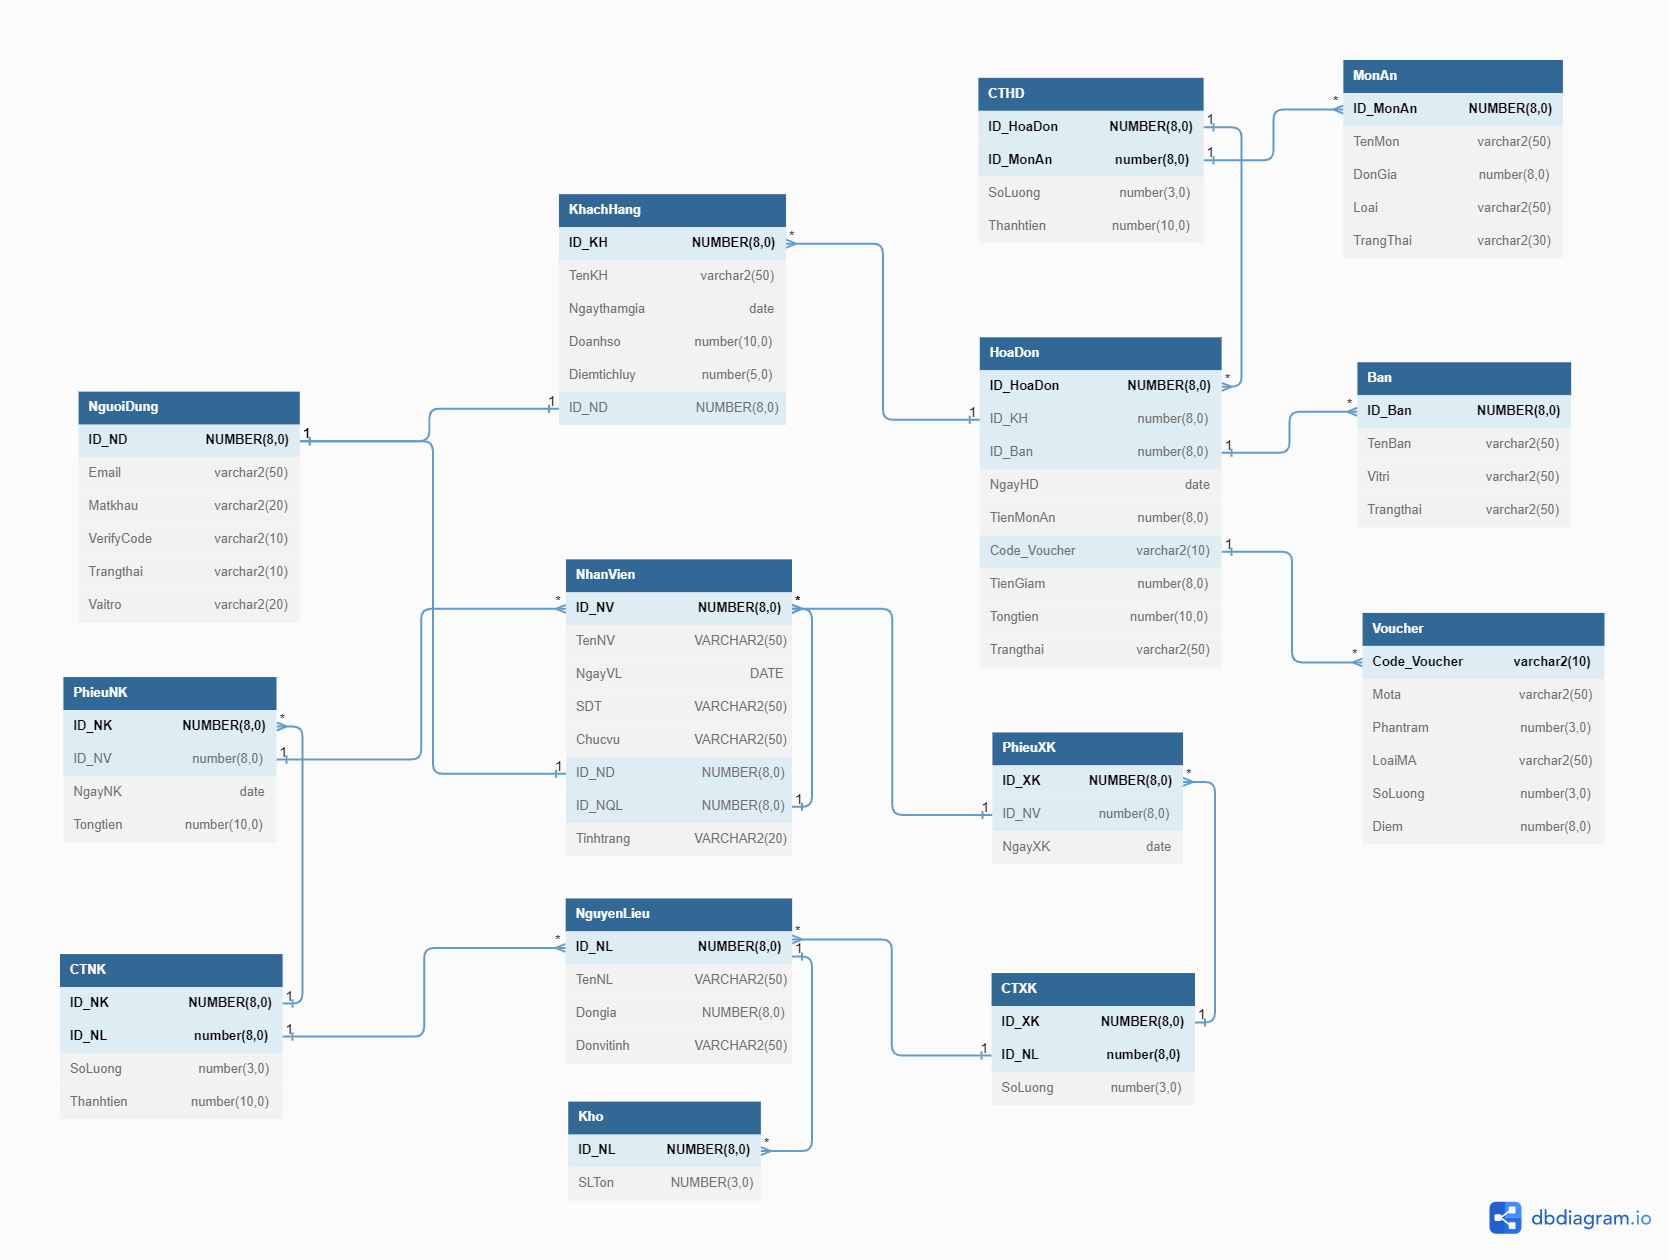 MonAn
ID_MonAn NUMBER(8,0)
TenMon varchar2(50)
DonGia number(8,0)
Loai varchar2(50)
TrangThai varchar2(30)
CTHD
ID_HoaDon NUMBER(8,0)
ID_MonAn number(8,0)
SoLuong number(3,0)
Thanhtien number(10,0)
KhachHang
ID_KH NUMBER(8,0)
TenKH varchar2(50)
Ngaythamgia date
Doanhso number(10,0)
Diemtichluy number(5,0)
ID_ND NUMBER(8,0)
HoaDon
ID_HoaDon NUMBER(8,0)
ID_KH number(8,0)
ID_Ban number(8,0)
NgayHD date
TienMonAn number(8,0)
Code_Voucher varchar2(10)
TienGiam number(8,0)
Tongtien number(10,0)
Trangthai varchar2(50)
Ban
ID_Ban NUMBER(8,0)
TenBan varchar2(50)
Vitri varchar2(50)
Trangthai varchar2(50)
NguoiDung
ID_ND NUMBER(8,0)
Email varchar2(50)
Matkhau varchar2(20)
VerifyCode varchar2(10)
Trangthai varchar2(10)
Vaitro varchar2(20)
NhanVien
ID_NV NUMBER(8,0)
TenNV VARCHAR2(50)
NgayVL DATE
SDT VARCHAR2(50)
Chucvu VARCHAR2(50)
ID_ND NUMBER(8,0)
ID_NQL NUMBER(8,0)
Tinhtrang VARCHAR2(20)
Voucher
Code_Voucher varchar2(10)
Mota varchar2(50)
Phantram number(3,0)
LoaiMA varchar2(50)
SoLuong number(3,0)
Diem number(8,0)
PhieuNK
ID_NK NUMBER(8,0)
ID_NV number(8,0)
NgayNK date
Tongtien number(10,0)
PhieuXK
ID_XK NUMBER(8,0)
ID_NV number(8,0)
NgayXK date
NguyenLieu
ID_NL NUMBER(8,0)
TenNL VARCHAR2(50)
Dongia NUMBER(8,0)
Donvitinh VARCHAR2(50)
CTNK
ID_NK NUMBER(8,0)
ID_NL number(8,0)
SoLuong number(3,0)
Thanhtien number(10,0)
CTXK
ID_XK NUMBER(8,0)
ID_NL number(8,0)
SoLuong number(3,0)
Kho
ID_NL NUMBER(8,0)
SLTon NUMBER(3,0)
dbdiagram.io